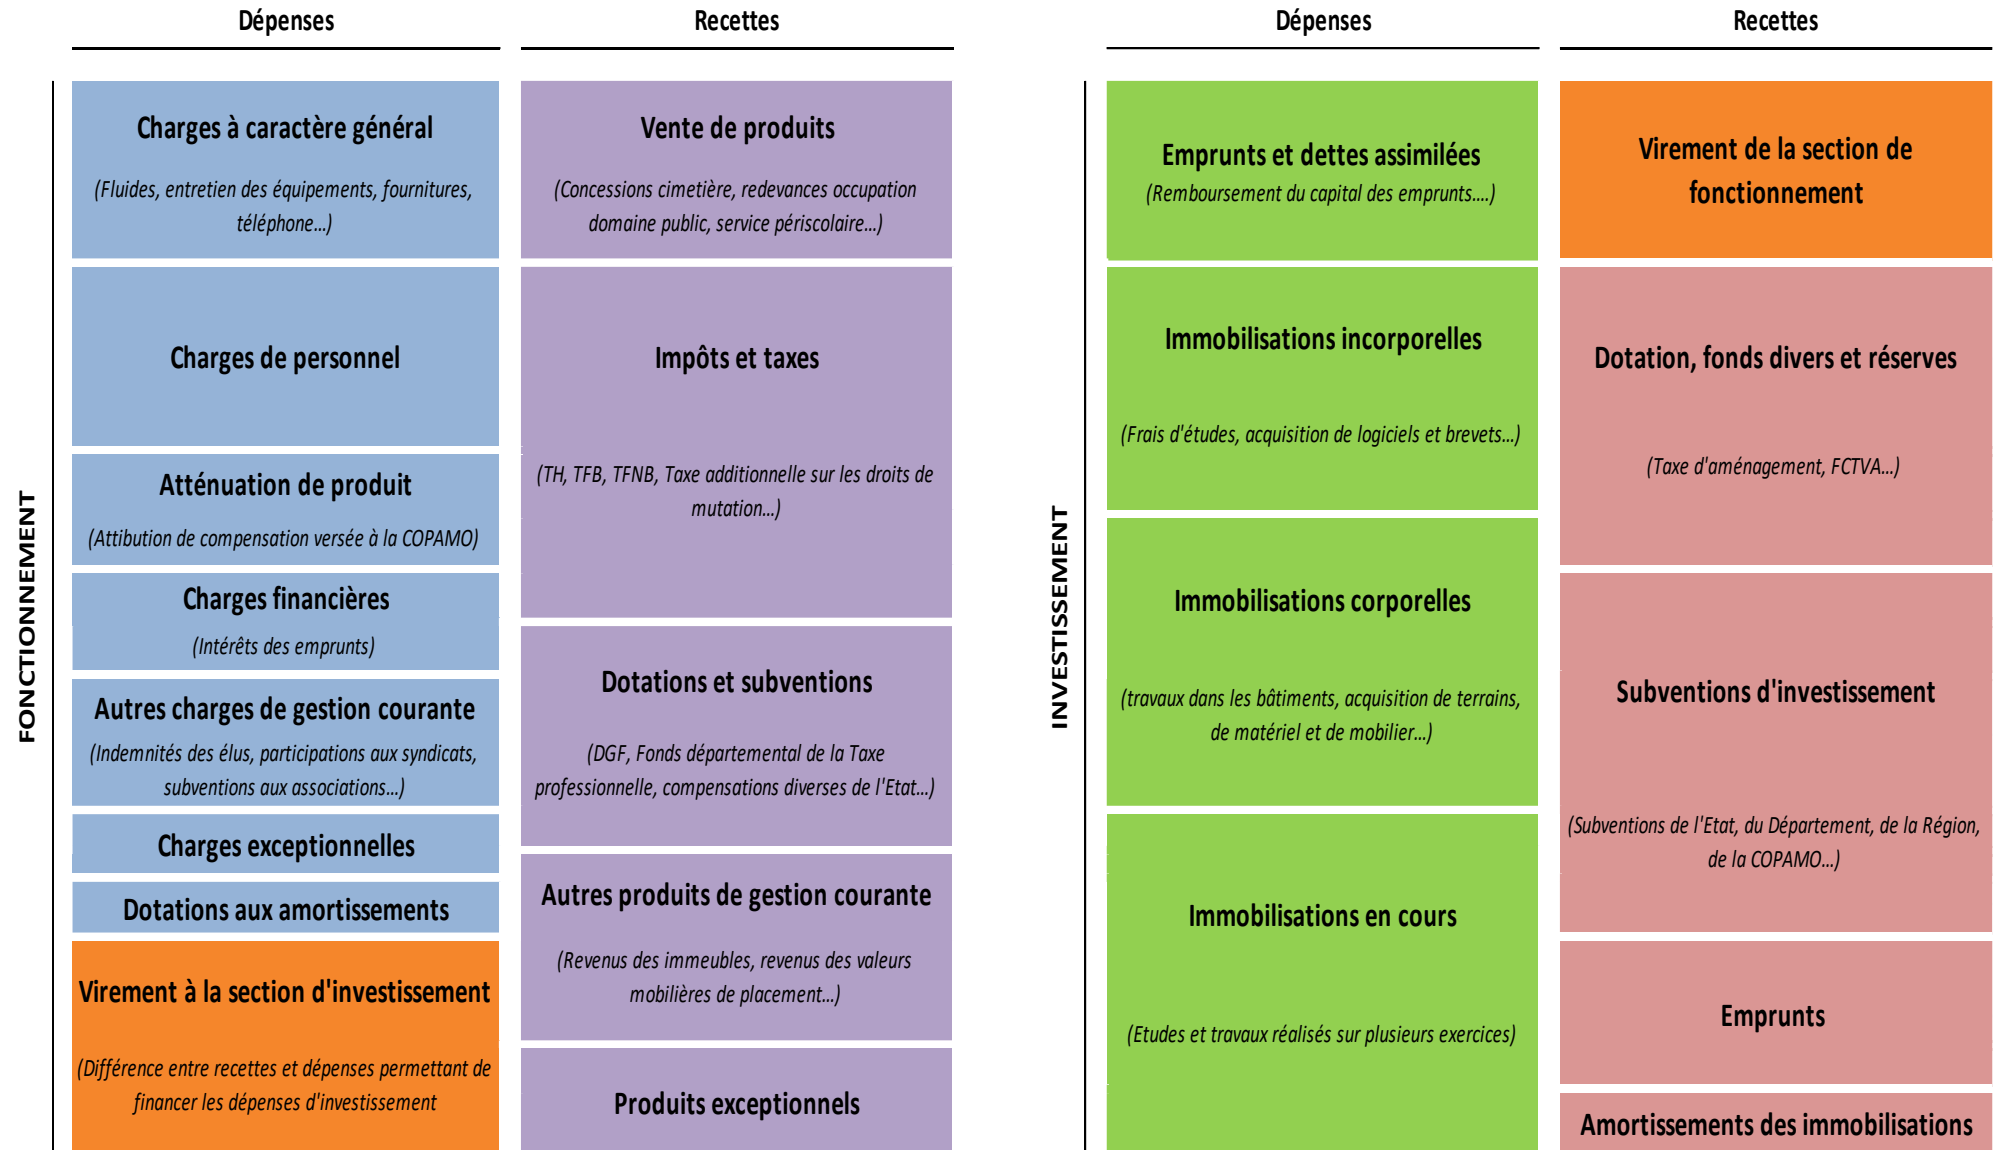 Dépenses
Recettes
FONCTIONNEMENT
Charges à caractère général
(Fluides, entretien des équipements, fournitures,
téléphone...)
Charges de personnel
Atténuation de produit
(Attibution de compensation versée à la COPAMO)
Charges financières
(Intérêts des emprunts)
Autres charges de gestion courante
(Indemnités des élus, participations aux syndicats,
subventions aux associations...)
Charges exceptionnelles
Dotations aux amortissements
Virement à la section d'investissement
(Différence entre recettes et dépenses permettant de
financer les dépenses d'investissement
Vente de produits
(Concessions cimetière, redevances occupation
domaine public, service périscolaire...)
Impôts et taxes
(TH, TFB, TFNB, Taxe additionnelle sur les droits de
mutation...)
Dotations et subventions
(DGF, Fonds départemental de la Taxe
professionnelle, compensations diverses de l'Etat...)
Autres produits de gestion courante
(Revenus des immeubles, revenus des valeurs
mobilières de placement...)
Produits exceptionnels
Dépenses
Recettes
INVESTISSEMENT
Emprunts et dettes assimilées
(Remboursement du capital des emprunts....)
Immobilisations incorporelles
(Frais d'études, acquisition de logiciels et brevets...)
Immobilisations corporelles
(travaux dans les bâtiments, acquisition de terrains,
de matériel et de mobilier...)
Immobilisations en cours
(Etudes et travaux réalisés sur plusieurs exercices)
Virement de la section de
fonctionnement
Dotation, fonds divers et réserves
(Taxe d'aménagement, FCTVA...)
Subventions d'investissement
(Subventions de l'Etat, du Département, de la Région,
de la COPAMO...)
Emprunts
Amortissements des immobilisations